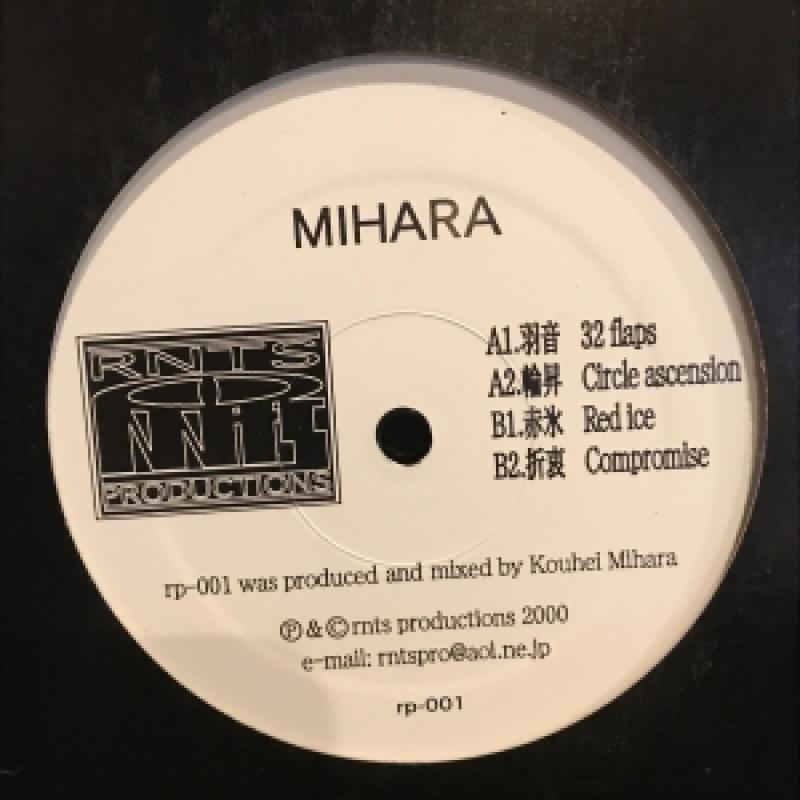 MIHARA
RNTS
PRODUCTIONS
A1.羽音 32 flaps
A2.輪昇 Circle ascension
B1.赤氷 Red ice
B2.折衷 Compromise
rp-001 was produced and mixed by Kouhei Mihara
℗&©rnts productions 2000
e-mail: rntspro@aol.ne.jp
rp-001